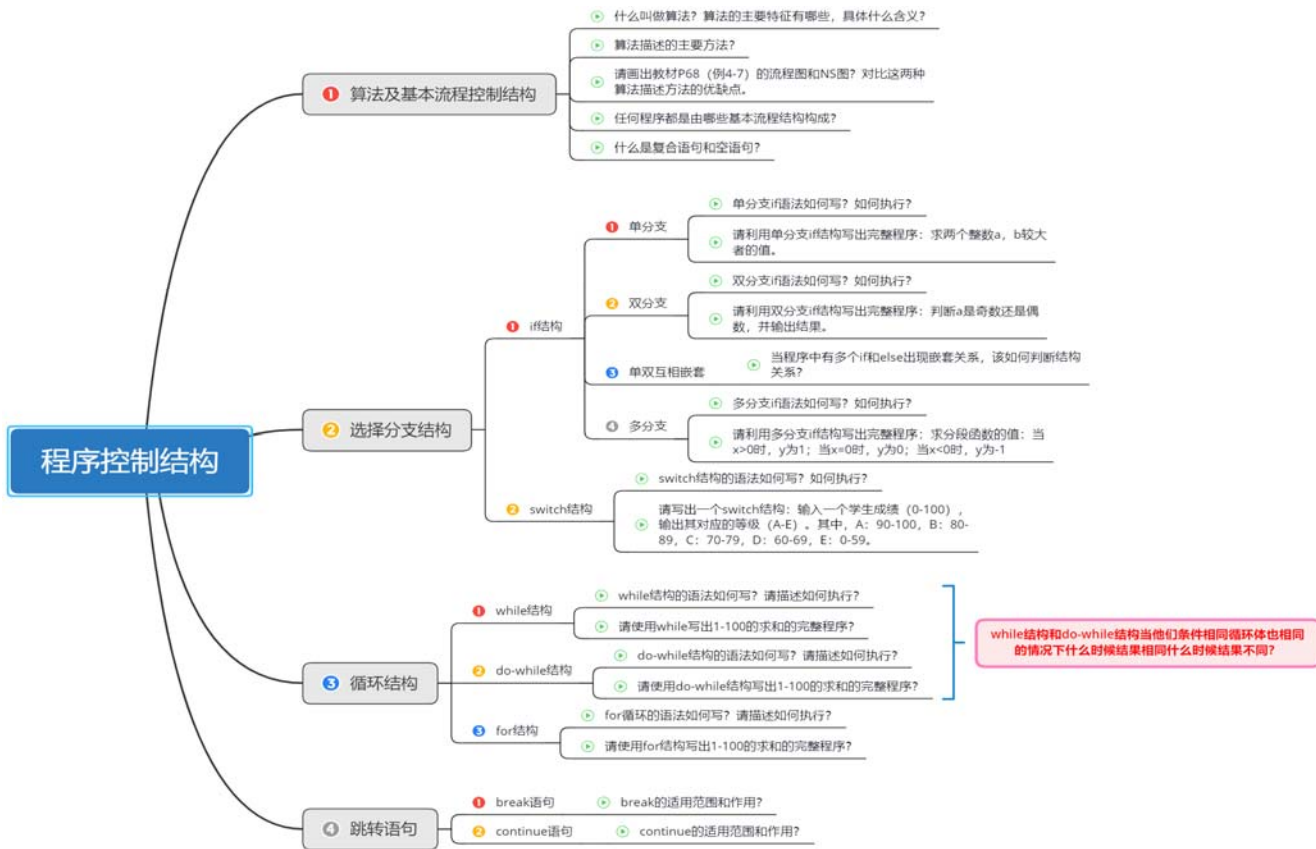 程序控制结构
1 算法及基本流程控制结构
什么叫做算法？算法的主要特征有哪些，具体什么含义？
算法描述的主要方法？
请画出教材P68（例4-7）的流程图和NS图？对比这两种
算法描述方法的优缺点。
任何程序都是由哪些基本流程结构构成？
什么是复合语句和空语句？
2 选择分支结构
1 if结构
1 单分支
单分支if语法如何写？如何执行？
请利用单分支if结构写出完整程序：求两个整数a，b较大
者的值。
2 双分支
双分支if语法如何写？如何执行？
请利用双分支if结构写出完整程序：判断a是奇数还是偶
数，并输出结果。
3 单双互相嵌套
当程序中有多个if和else出现嵌套关系，该如何判断结构
关系？
4 多分支
多分支if语法如何写？如何执行？
请利用多分支if结构写出完整程序：求分段函数的值：当
x>0时，y为1；当x=0时，y为0；当x<0时，y为-1
2 switch结构
switch结构的语法如何写？如何执行？
请写出一个switch结构：输入一个学生成绩（0-100），
输出其对应的等级（A-E）。其中，A：90-100，B：80-
89，C：70-79，D：60-69，E：0-59。
3 循环结构
1 while结构
while结构的语法如何写？请描述如何执行？
请使用while写出1-100的求和的完整程序？
2 do-while结构
do-while结构的语法如何写？请描述如何执行？
请使用do-while结构写出1-100的求和的完整程序？
while结构和do-while结构当他们条件相同循环体也相同
的情况下什么时候结果相同什么时候结果不同？
3 for结构
for循环的语法如何写？请描述如何执行？
请使用for结构写出1-100的求和的完整程序？
4 跳转语句
1 break语句
break的适用范围和作用？
2 continue语句
continue的适用范围和作用？